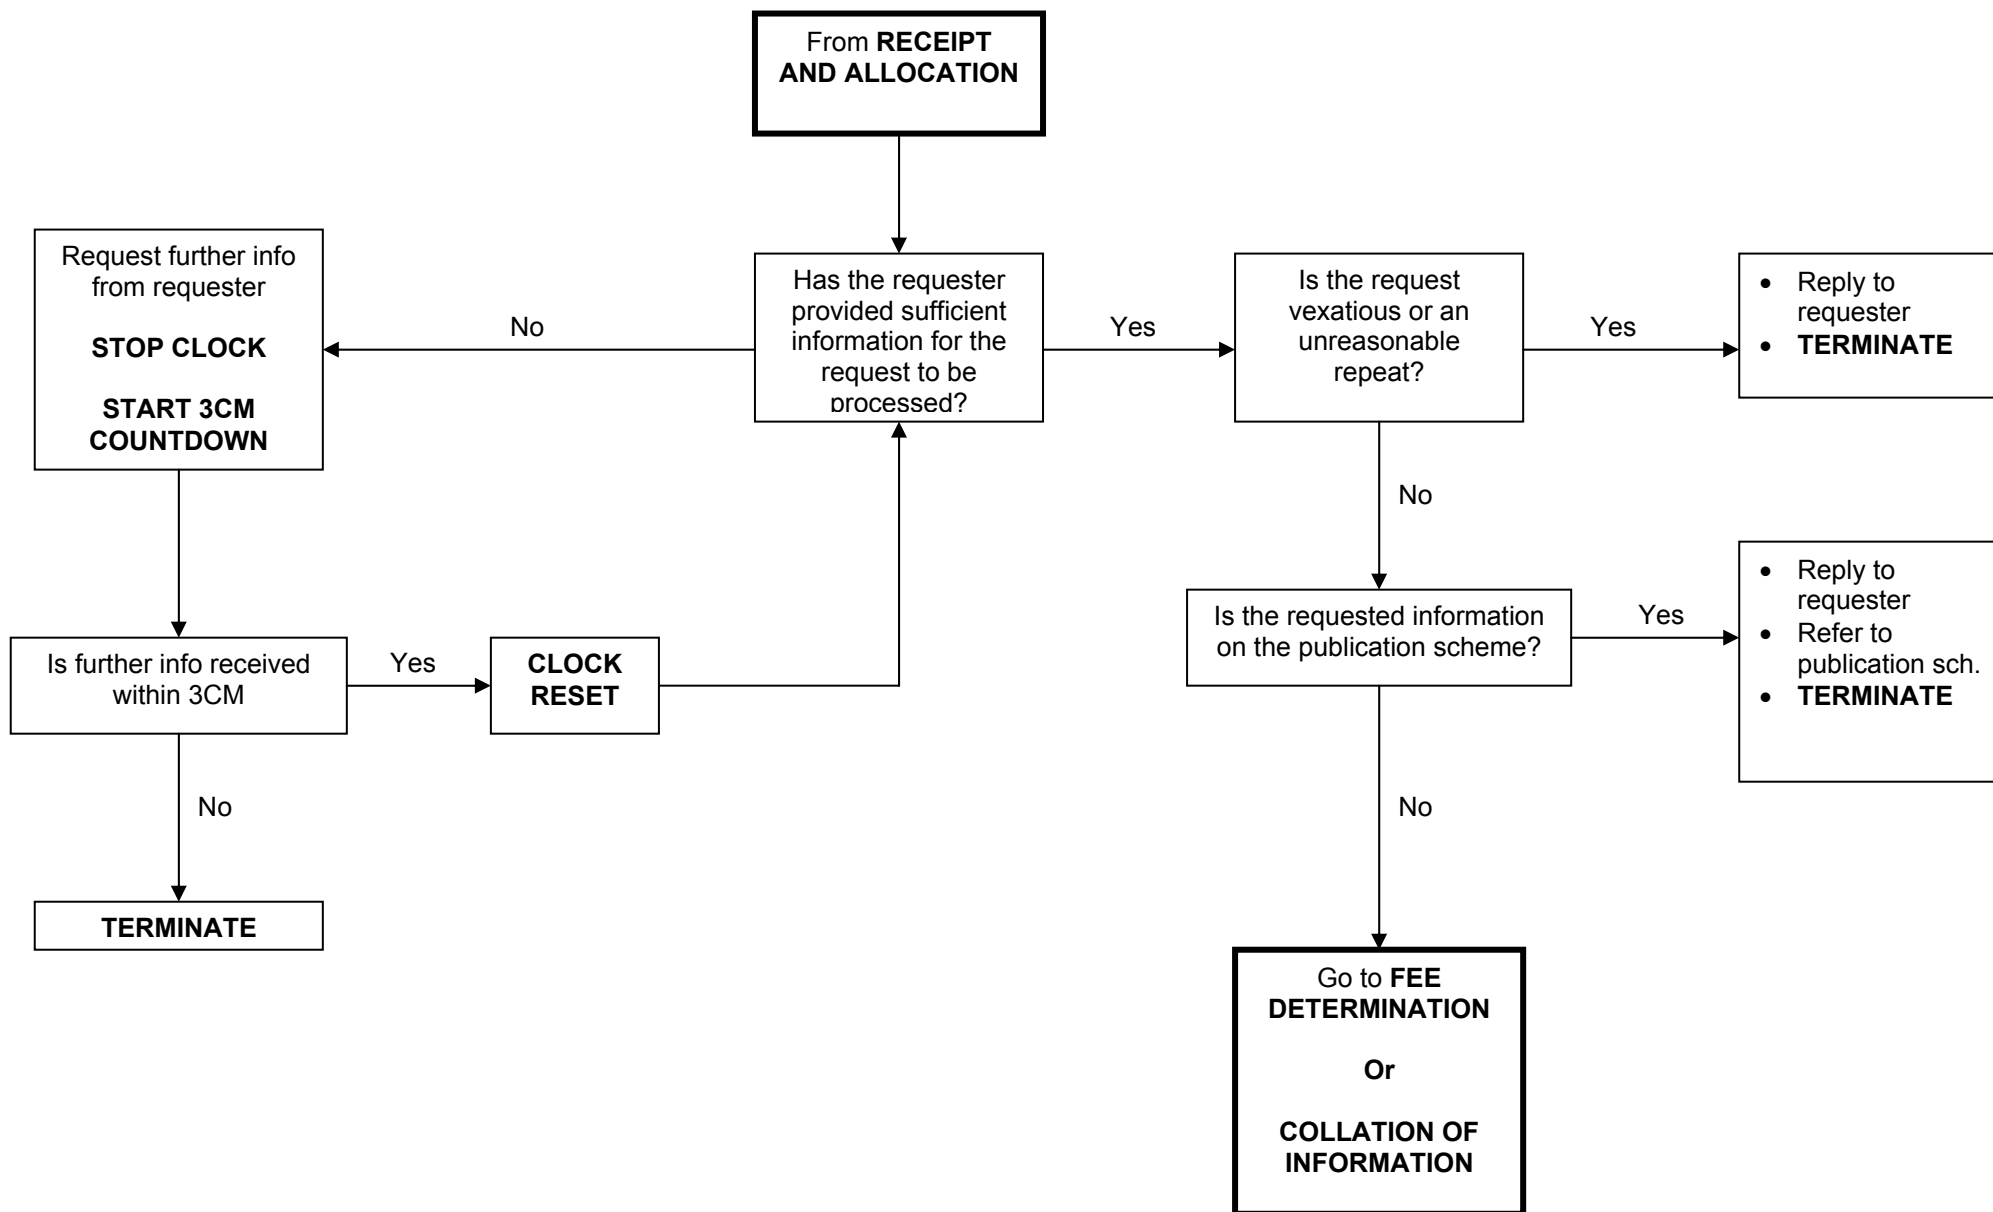 From RECEIPT
AND ALLOCATION
Request further info
from requester
STOP CLOCK
START 3CM
COUNTDOWN
No
Has the requester
provided sufficient
information for the
request to be
processed?
Yes
Is the request
vexatious or an
unreasonable
repeat?
Yes
• Reply to
requester
• TERMINATE
No
Is further info received
within 3CM
Yes
CLOCK
RESET
Is the requested information
on the publication scheme?
Yes
• Reply to
requester
• Refer to
publication sch.
• TERMINATE
No
No
TERMINATE
Go to FEE
DETERMINATION
Or
COLLATION OF
INFORMATION